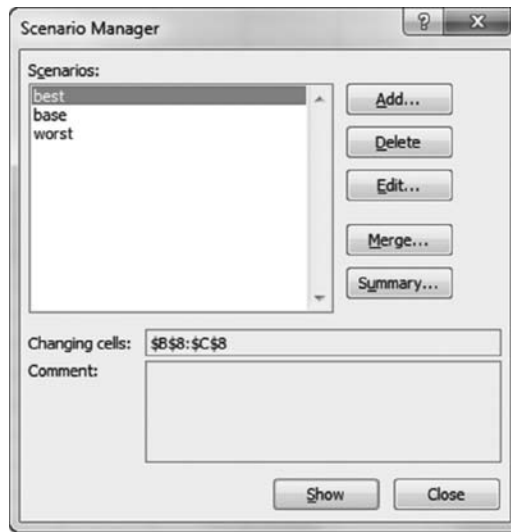 Scenario Manager
?
X
Scenarios:
best
base
worst
Add...
Delete
Edit...
Merge...
Summary...
Changing cells: $B$8:$C$8
Comment:
Show
Close